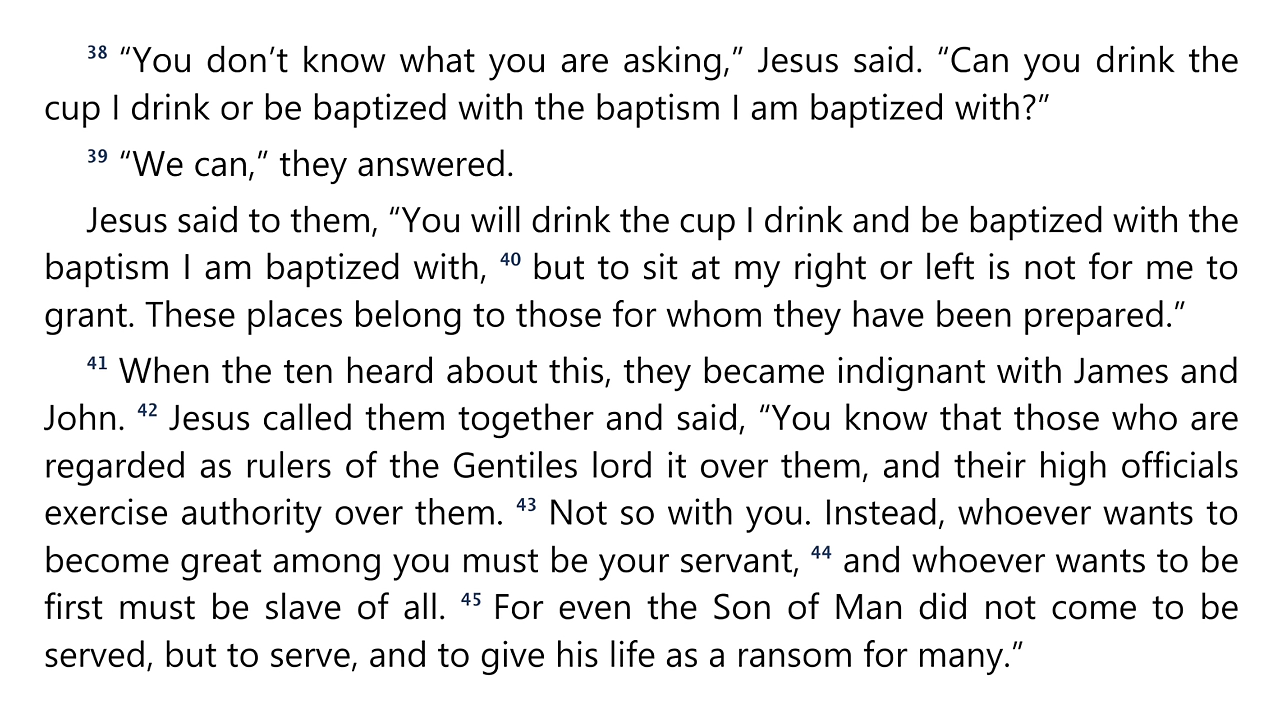 38 “You don’t know what you are asking,” Jesus said. “Can you drink the
cup I drink or be baptized with the baptism I am baptized with?”
39 “We can,” they answered.
Jesus said to them, “You will drink the cup I drink and be baptized with the
baptism I am baptized with, 40 but to sit at my right or left is not for me to
grant. These places belong to those for whom they have been prepared.”
41 When the ten heard about this, they became indignant with James and
John. 42 Jesus called them together and said, “You know that those who are
regarded as rulers of the Gentiles lord it over them, and their high officials
exercise authority over them. 43 Not so with you. Instead, whoever wants to
become great among you must be your servant, 44 and whoever wants to be
first must be slave of all. 45 For even the Son of Man did not come to be
served, but to serve, and to give his life as a ransom for many.”